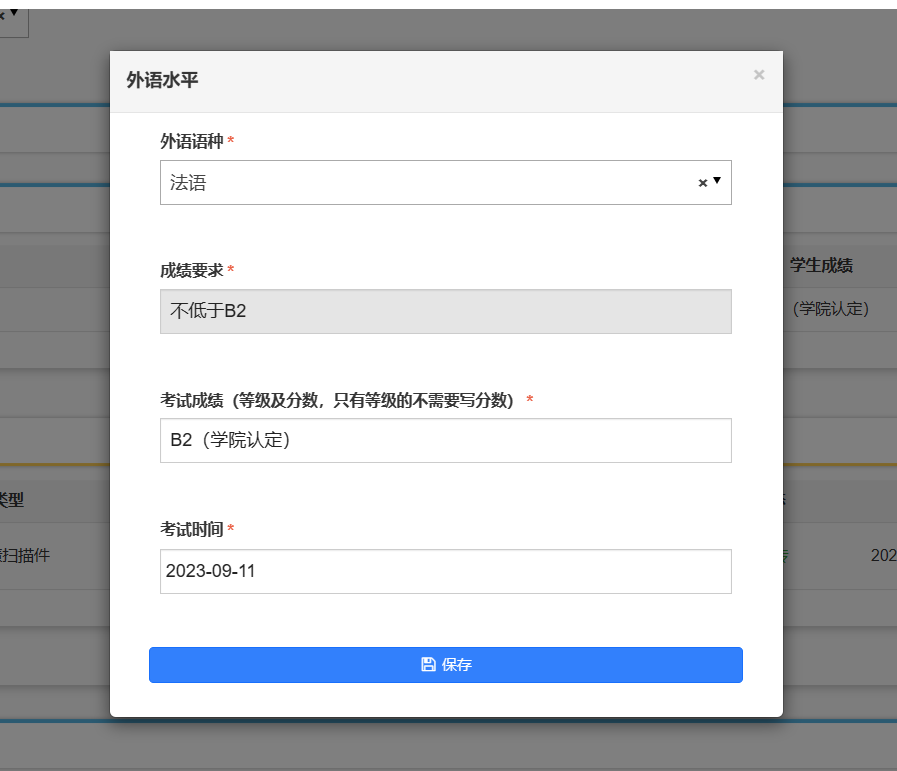 外语水平
×
外语语种 *
法语
× ▼
成绩要求 *
不低于B2
学生成绩
（学院认定）
考试成绩（等级及分数，只有等级的不需要写分数） *
B2（学院认定）
类型
考试时间 *
扫描件
2023-09-11
202
保存